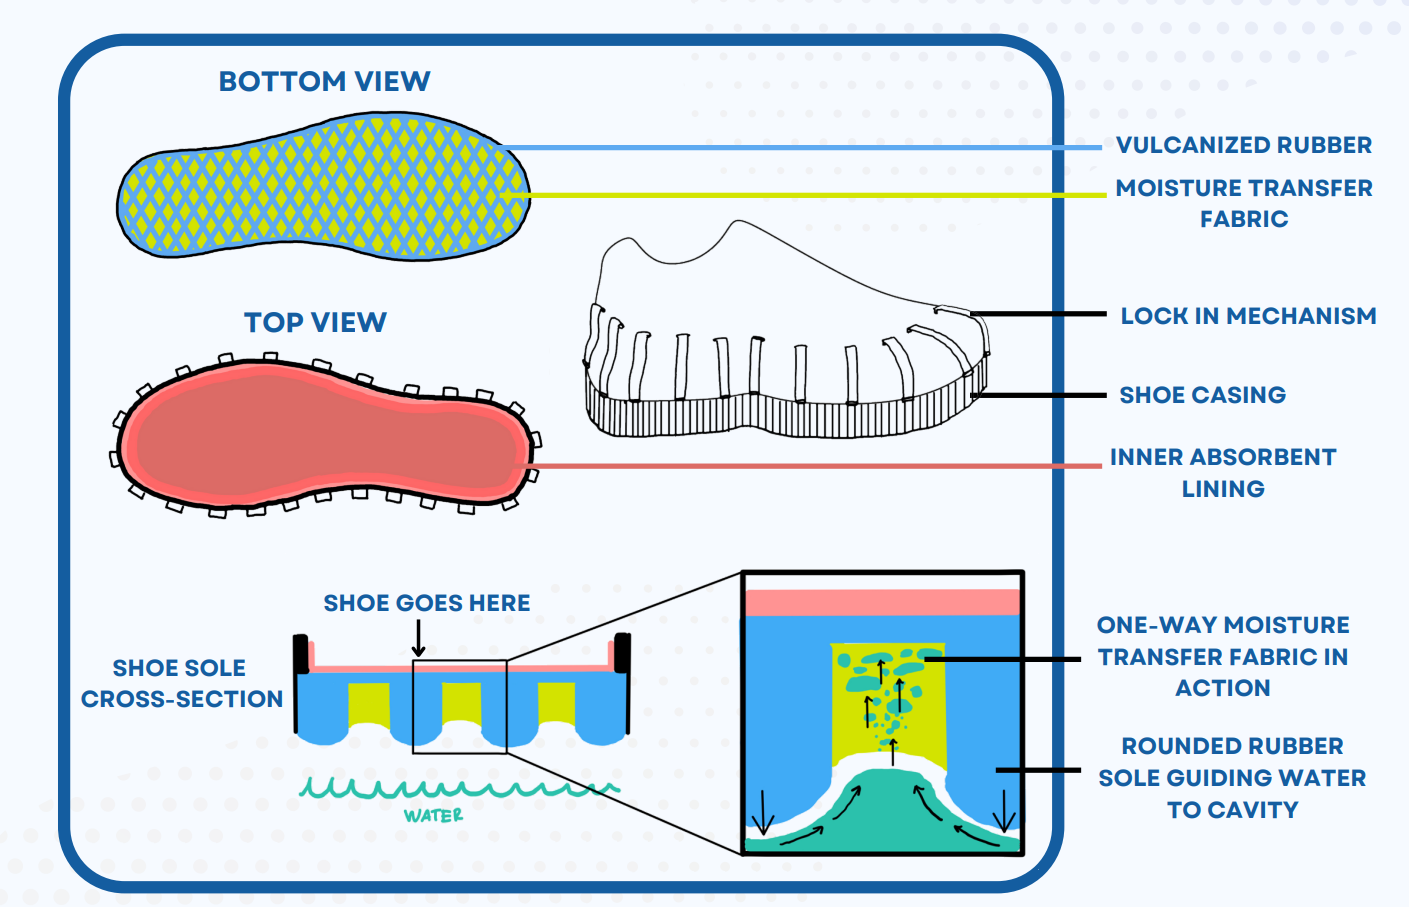 BOTTOM VIEW
VULCANIZED RUBBER
MOISTURE TRANSFER
FABRIC
TOP VIEW
LOCK IN MECHANISM
SHOE CASING
INNER ABSORBENT
LINING
SHOE GOES HERE
SHOE SOLE
CROSS-SECTION
WATER
ONE-WAY MOISTURE
TRANSFER FABRIC IN
ACTION
ROUNDED RUBBER
SOLE GUIDING WATER
TO CAVITY